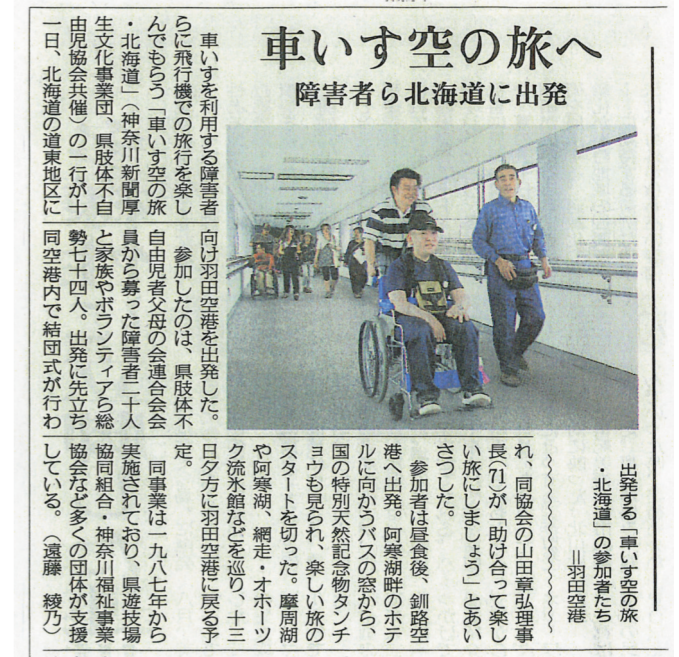 車いす空の旅へ
障害者ら北海道に出発
車いすを利用する障害者
らに飛行機での旅行を楽し
んでもらう「車いす空の旅
・北海道」（神奈川新聞厚
生文化事業団、県肢体不自
由児協会共催）の一行が十
一日、北海道の道東地区に
向け羽田空港を出発した。
参加したのは、県肢体不
自由児者父母の会連合会会
員から募った障害者二十人
と家族やボランティアら総
勢七十四人。出発に先立ち
同空港内で結団式が行わ
れ、同協会の山田章弘理事
長(71)が「助け合って楽し
い旅にしましょう」とあい
さつした。
参加者は昼食後、釧路空
港へ出発。阿寒湖畔のホテ
ルに向かうバスの窓から、
国の特別天然記念物タンチ
ョウも見られ、楽しい旅の
スタートを切った。摩周湖
や阿寒湖、網走・オホーツ
ク流氷館などを巡り、十三
日夕方に羽田空港に戻る予
定。
同事業は一九八七年から
実施されており、県遊技場
協同組合・神奈川福祉事業
協会など多くの団体が支援
している。（遠藤　綾乃）
出発する「車いす空の旅
・北海道」の参加者たち
＝羽田空港